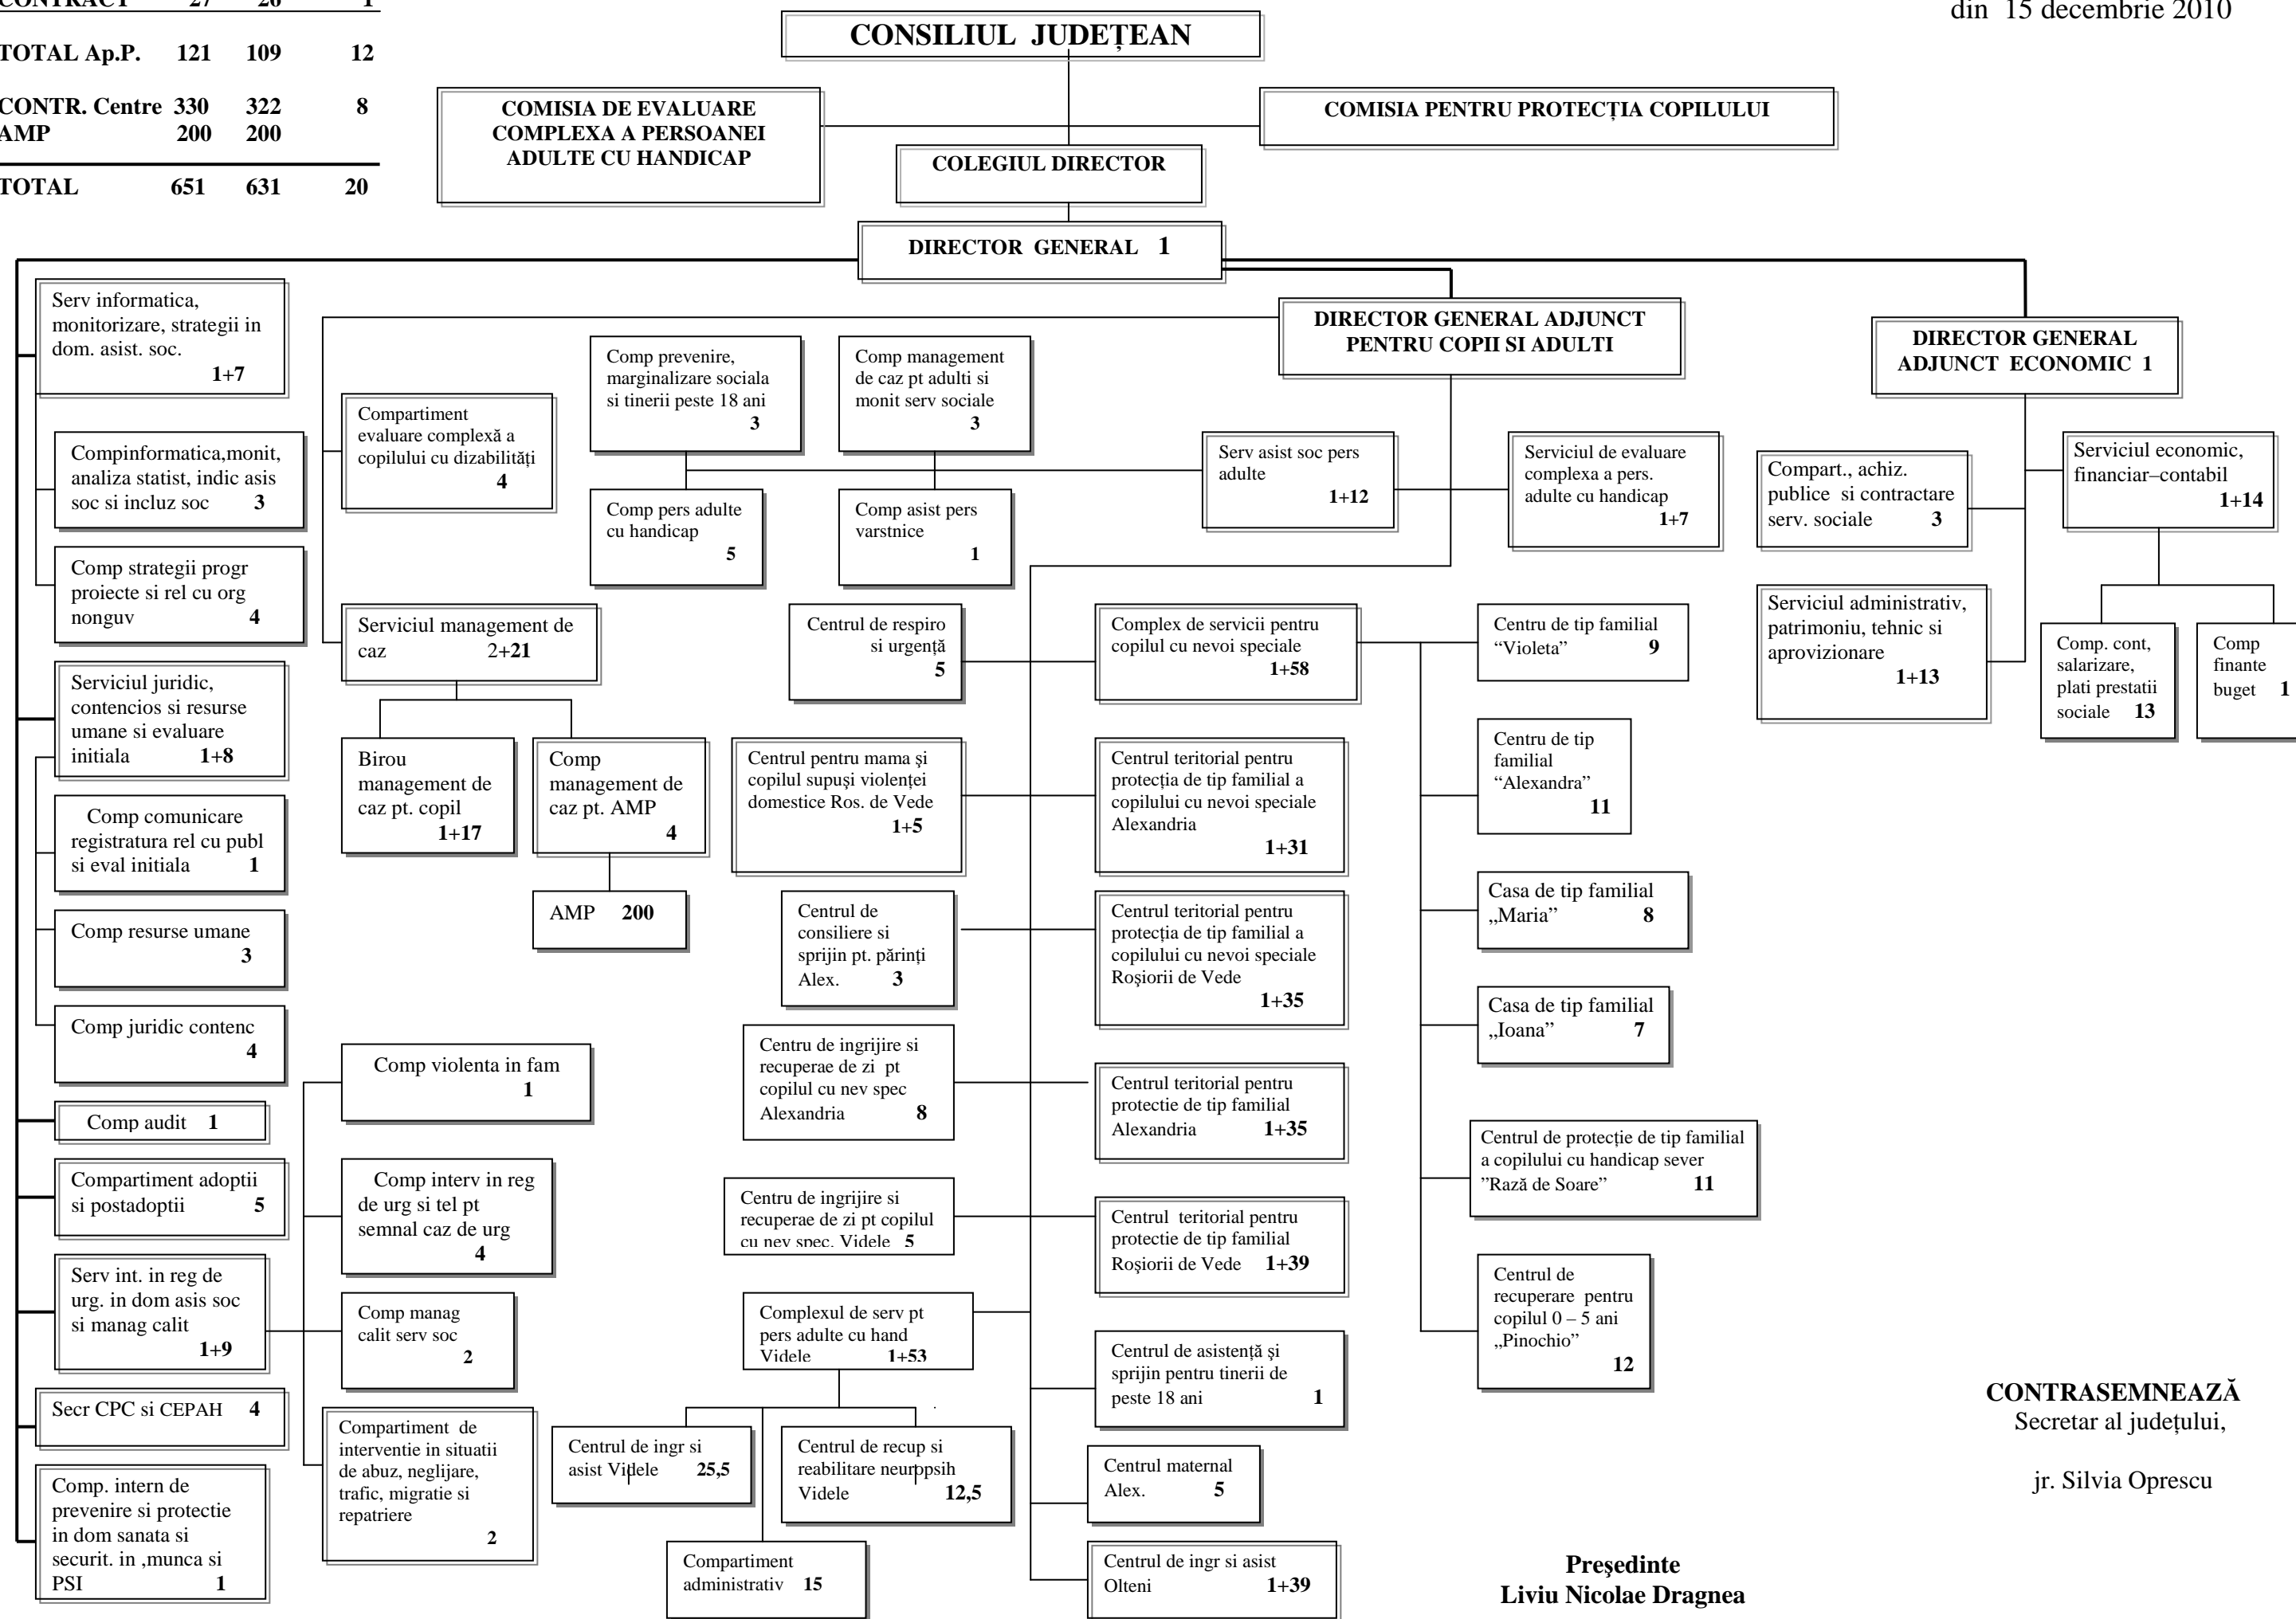 CONTRACT 27 26 1
TOTAL Ap.P. 121 109 12
CONTR. Centre 330 322 8
AMP 200 200
TOTAL 651 631 20
din 15 decembrie 2010
CONSILIUL JUDEȚEAN
COMISIA DE EVALUARE
COMPLEXA A PERSOANEI
ADULTE CU HANDICAP
COMISIA PENTRU PROTECȚIA COPILULUI
COLEGIUL DIRECTOR
DIRECTOR GENERAL 1
DIRECTOR GENERAL ADJUNCT
PENTRU COPII SI ADULTI
DIRECTOR GENERAL
ADJUNCT ECONOMIC 1
Serv informatica,
monitorizare, strategii in
dom. asist. soc.
1+7
Compinformatica,monit,
analiza statist, indic asis
soc si incluz soc 3
Comp strategii progr
proiecte si rel cu org
nonguv 4
Serviciul juridic,
contencios si resurse
umane si evaluare
initiala 1+8
Comp comunicare
registratura rel cu publ
si eval initiala 1
Comp resurse umane
3
Comp juridic contenc
4
Comp audit 1
Compartiment adoptii
si postadoptii 5
Serv int. in reg de
urg. in dom asis soc
si manag calit
1+9
Secr CPC si CEPAH 4
Comp. intern de
prevenire si protectie
in dom sanata si
securit. in ,munca si
PSI 1
Compartiment
evaluare complexă a
copilului cu dizabilități
4
Serviciul management de
caz 2+21
Birou
management de
caz pt. copil
1+17
Comp
management de
caz pt. AMP
4
AMP 200
Comp violenta in fam
1
Comp interv in reg
de urg si tel pt
semnal caz de urg
4
Comp manag
calit serv soc
2
Compartiment de
interventie in situatii
de abuz, neglijare,
trafic, migratie si
repatriere
2
Comp prevenire,
marginalizare sociala
si tinerii peste 18 ani
3
Comp management
de caz pt adulti si
monit serv sociale
3
Comp pers adulte
cu handicap
5
Comp asist pers
varstnice
1
Serv asist soc pers
adulte
1+12
Serviciul de evaluare
complexa a pers.
adulte cu handicap
1+7
Centrul de respiro
si urgență
5
Complex de servicii pentru
copilul cu nevoi speciale
1+58
Centrul pentru mama și
copilul supuși violenței
domestice Ros. de Vede
1+5
Centrul teritorial pentru
protecția de tip familial a
copilului cu nevoi speciale
Alexandria
1+31
Centrul de
consiliere si
sprijin pt. părinți
Alex. 3
Centrul teritorial pentru
protecția de tip familial a
copilului cu nevoi speciale
Roșiorii de Vede
1+35
Centru de ingrijire si
recuperae de zi pt
copilul cu nev spec
Alexandria 8
Centrul teritorial pentru
protectie de tip familial
Alexandria 1+35
Centru de ingrijire si
recuperae de zi pt copilul
cu nev spec. Videle 5
Centrul teritorial pentru
protectie de tip familial
Roșiorii de Vede 1+39
Complexul de serv pt
pers adulte cu hand
Videle 1+53
Centrul de asistență și
sprijin pentru tinerii de
peste 18 ani 1
Centrul de ingr si
asist Videle 25,5
Centrul de recup si
reabilitare neuropsih
Videle 12,5
Compartiment
administrativ 15
Centrul maternal
Alex. 5
Centrul de ingr si asist
Olteni 1+39
Centru de tip familial
“Violeta” 9
Centru de tip
familial
“Alexandra”
11
Casa de tip familial
„Maria” 8
Casa de tip familial
„Ioana” 7
Centrul de protecție de tip familial
a copilului cu handicap sever
”Rază de Soare” 11
Centrul de
recuperare pentru
copilul 0 – 5 ani
„Pinochio”
12
Compart., achiz.
publice si contractare
serv. sociale 3
Serviciul economic,
financiar–contabil
1+14
Serviciul administrativ,
patrimoniu, tehnic si
aprovizionare
1+13
Comp. cont,
salarizare,
plati prestatii
sociale 13
Comp
finante
buget 1
CONTRASEMNEAZĂ
Secretar al județului,
jr. Silvia Oprescu
Președinte
Liviu Nicolae Dragnea